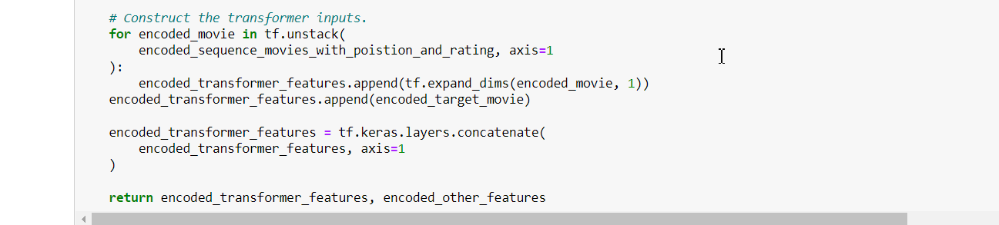 # Construct the transformer inputs.
for encoded_movie in tf.unstack(
    encoded_sequence_movies_with_poistion_and_rating, axis=1
):
    encoded_transformer_features.append(tf.expand_dims(encoded_movie, 1))
encoded_transformer_features.append(encoded_target_movie)

encoded_transformer_features = tf.keras.layers.concatenate(
    encoded_transformer_features, axis=1
)

return encoded_transformer_features, encoded_other_features